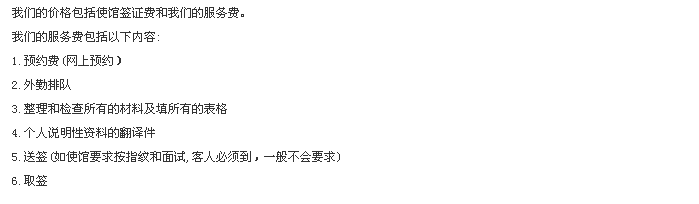 我们的价格包括使馆签证费和我们的服务费。
我们的服务费包括以下内容:
1.预约费(网上预约)
2.外勤排队
3.整理和检查所有的材料及填所有的表格
4.个人说明性资料的翻译件
5.送签(如使馆要求按指纹和面试,客人必须到，一般不会要求)
6.取签